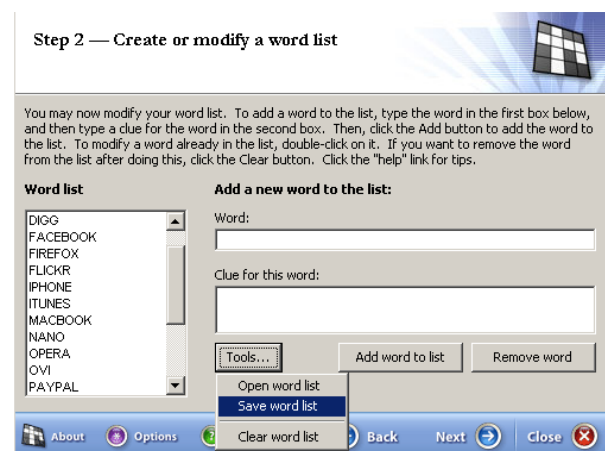 Step 2 — Create or modify a word list
You may now modify your word list. To add a word to the list, type the word in the first box below,
and then type a clue for the word in the second box. Then, click the Add button to add the word to
the list. To modify a word already in the list, double-click on it. If you want to remove the word
from the list after doing this, click the Clear button. Click the "help" link for tips.
Word list
Add a new word to the list:
DIGG
FACEBOOK
FIREFOX
FLICKR
IPHONE
ITUNES
MACBOOK
NANO
OPERA
OVI
PAYPAL
Word:
Clue for this word:
Tools...
Add word to list
Remove word
Open word list
Save word list
Clear word list
About
Options
?
Back
Next
Close